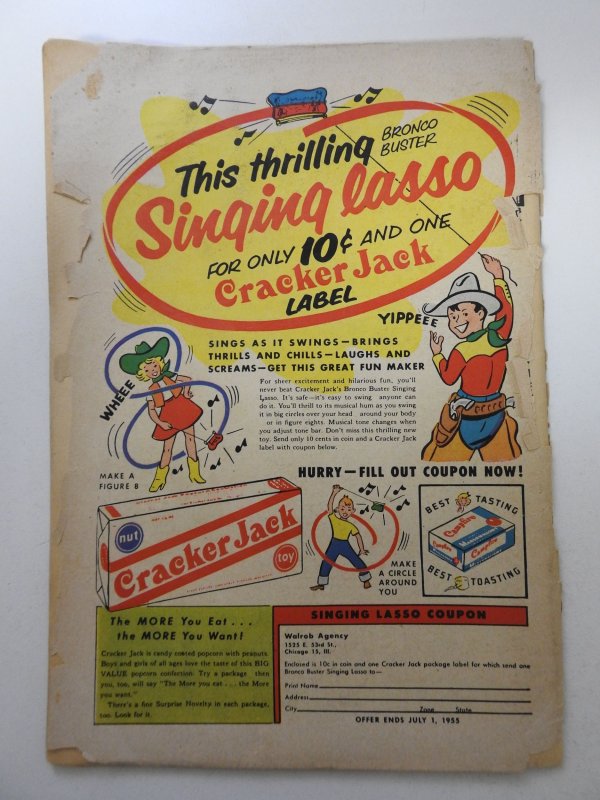 This thrilling BRONCO BUSTER
Singing lasso
FOR ONLY 10¢ AND ONE
Cracker Jack
LABEL
YIPPEEE
SINGS AS IT SWINGS—BRINGS
THRILLS AND CHILLS—LAUGHS AND
SCREAMS—GET THIS GREAT FUN MAKER
WHEEE
For sheer excitement and hilarious fun, you'll
never beat Cracker Jack's Bronco Buster Singing
Lasso. It's safe—it's easy to swing anyone can
do it. You'll thrill to its musical hum as you swing
it in big circles over your head around your body
or in figure eights. Musical tone changes when
you adjust tone bar. Don't miss this thrilling new
toy. Send only 10 cents in coin and a Cracker Jack
label with coupon below.
MAKE A
FIGURE 8
HURRY—FILL OUT COUPON NOW!
nut
Cracker Jack
toy
MAKE
A CIRCLE
AROUND
YOU
BEST TASTING
Campfire
Marshmallows
Campfire
BEST TOASTING
The MORE You Eat . . .
the MORE You Want!
Cracker Jack is candy coated popcorn with peanuts.
Boys and girls of all ages love the taste of this BIG
VALUE popcorn confection. Try a package then
you, too, will say "The More you eat . . . the More
you want."
There's a fine Surprise Novelty in each package,
too. Look for it.
SINGING LASSO COUPON
Walrob Agency
1525 E. 53rd St.,
Chicago 15, Ill.
Enclosed is 10c in coin and one Cracker Jack package label for which send one
Bronco Buster Singing Lasso to—
Print Name
Address
City Zone State
OFFER ENDS JULY 1, 1955